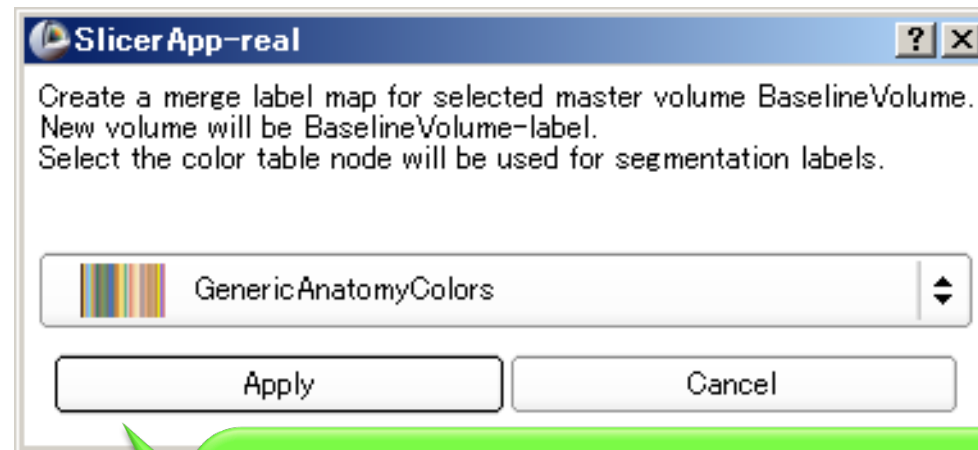 SlicerApp-real
Create a merge label map for selected master volume BaselineVolume.
New volume will be BaselineVolume-label.
Select the color table node will be used for segmentation labels.
GenericAnatomyColors
Apply
Cancel